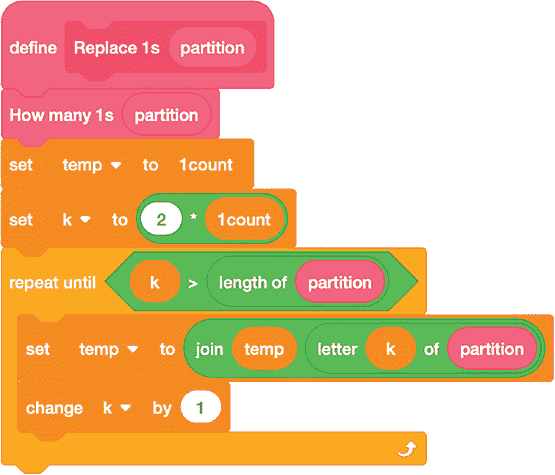 define Replace 1s partition
How many 1s partition
set temp to 1count
set k to 2 * 1count
repeat until k > length of partition
set temp to join temp letter k of partition
change k by 1